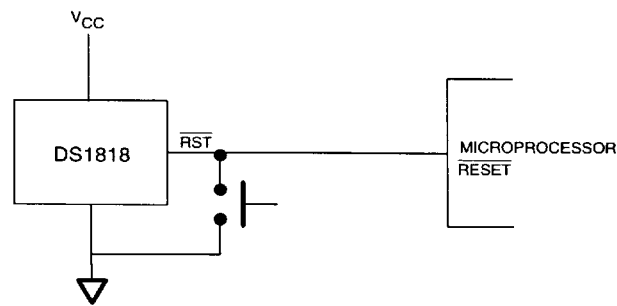 VCC
DS1818
RST
MICROPROCESSOR
RESET